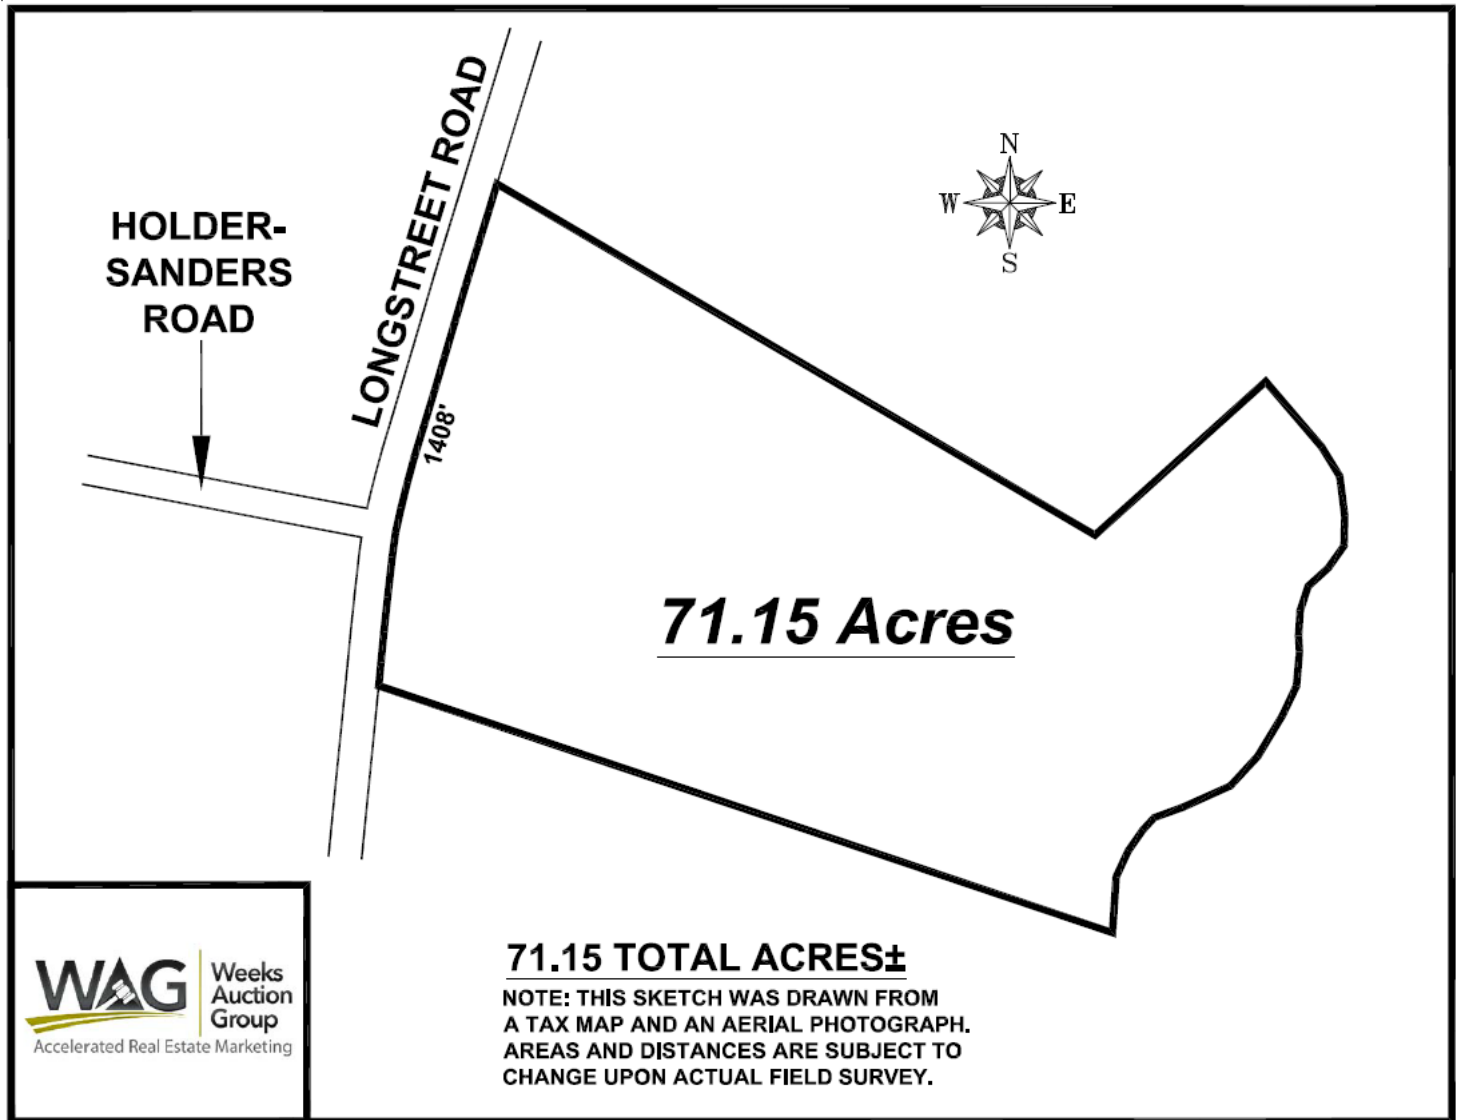 LONGSTREET ROAD
N
W E
S
HOLDER-
SANDERS
ROAD
1408'
71.15 Acres
71.15 TOTAL ACRES±
NOTE: THIS SKETCH WAS DRAWN FROM
A TAX MAP AND AN AERIAL PHOTOGRAPH.
AREAS AND DISTANCES ARE SUBJECT TO
CHANGE UPON ACTUAL FIELD SURVEY.
WAG
Weeks
Auction
Group
Accelerated Real Estate Marketing